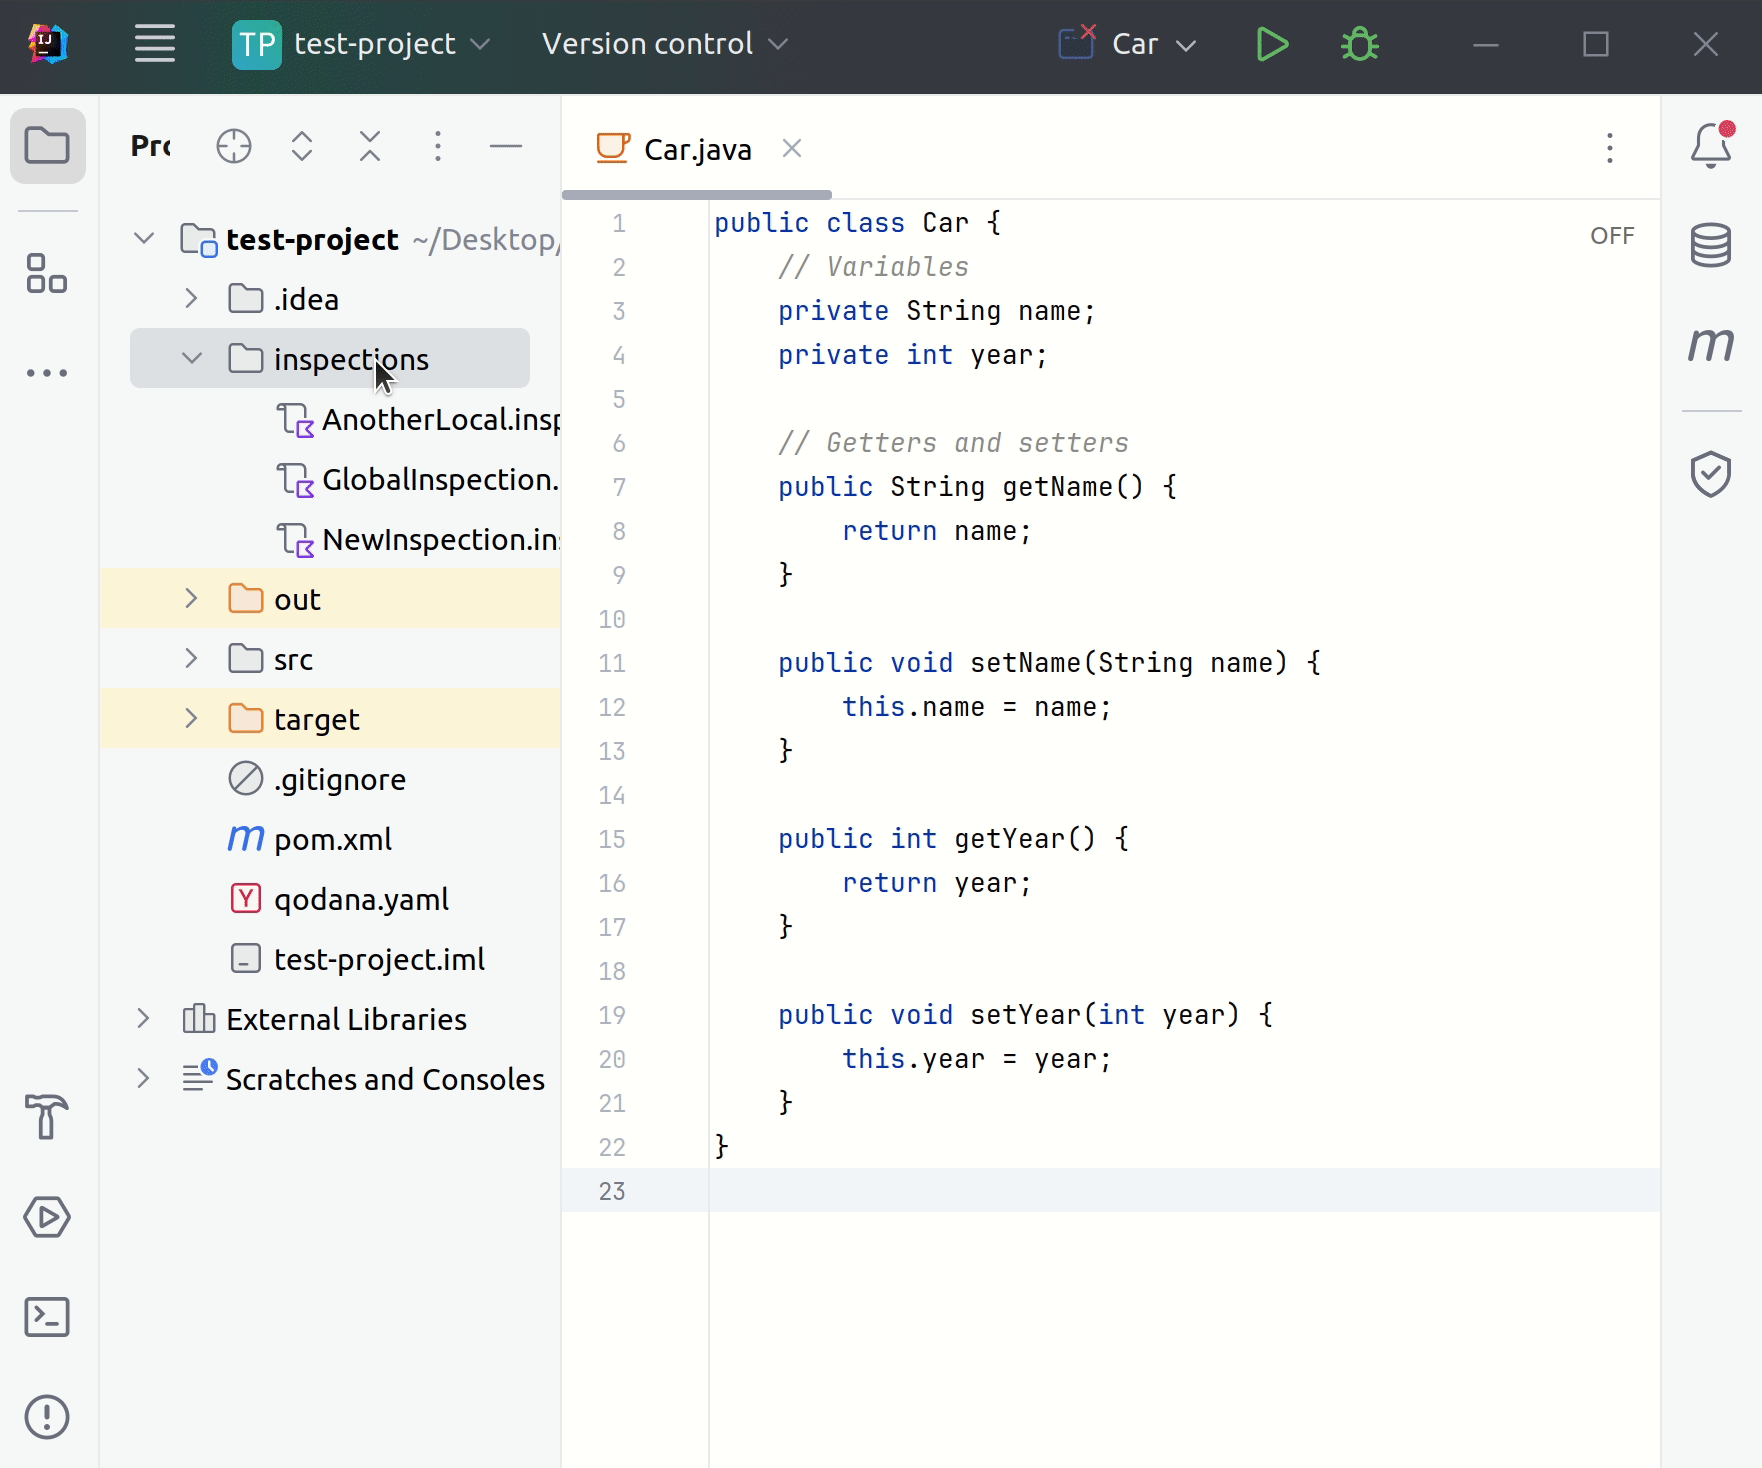 IJ
TP test-project Version control Car
Car.java
test-project ~/Desktop/
.idea
inspections
AnotherLocal.insp
GlobalInspection.
NewInspection.in
out
src
target
.gitignore
m pom.xml
Y qodana.yaml
test-project.iml
External Libraries
Scratches and Consoles
OFF
m
1 public class Car {
2 // Variables
3 private String name;
4 private int year;
5
6 // Getters and setters
7 public String getName() {
8 return name;
9 }
10
11 public void setName(String name) {
12 this.name = name;
13 }
14
15 public int getYear() {
16 return year;
17 }
18
19 public void setYear(int year) {
20 this.year = year;
21 }
22 }
23